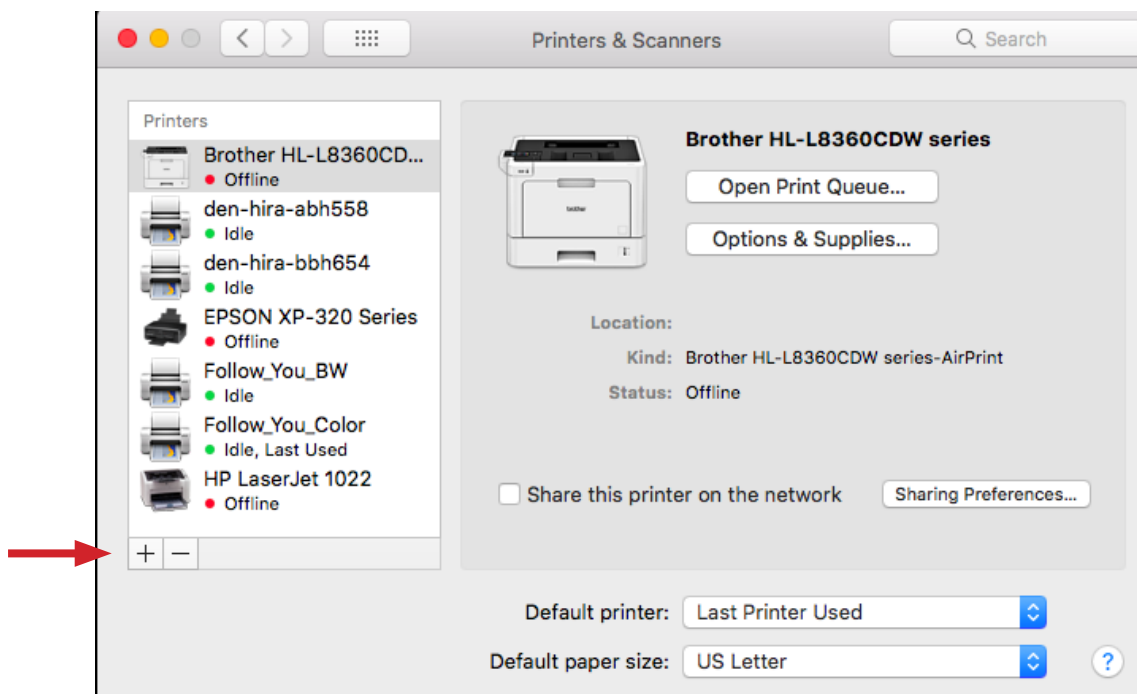 Printers & Scanners
Search
Printers
Brother HL-L8360CD...
Offline
den-hira-abh558
Idle
den-hira-bbh654
Idle
EPSON XP-320 Series
Offline
Follow_You_BW
Idle
Follow_You_Color
Idle, Last Used
HP LaserJet 1022
Offline
+ −
brother
Brother HL-L8360CDW series
Open Print Queue...
Options & Supplies...
Location:
Kind: Brother HL-L8360CDW series-AirPrint
Status: Offline
Share this printer on the network
Sharing Preferences...
Default printer: Last Printer Used
Default paper size: US Letter
?